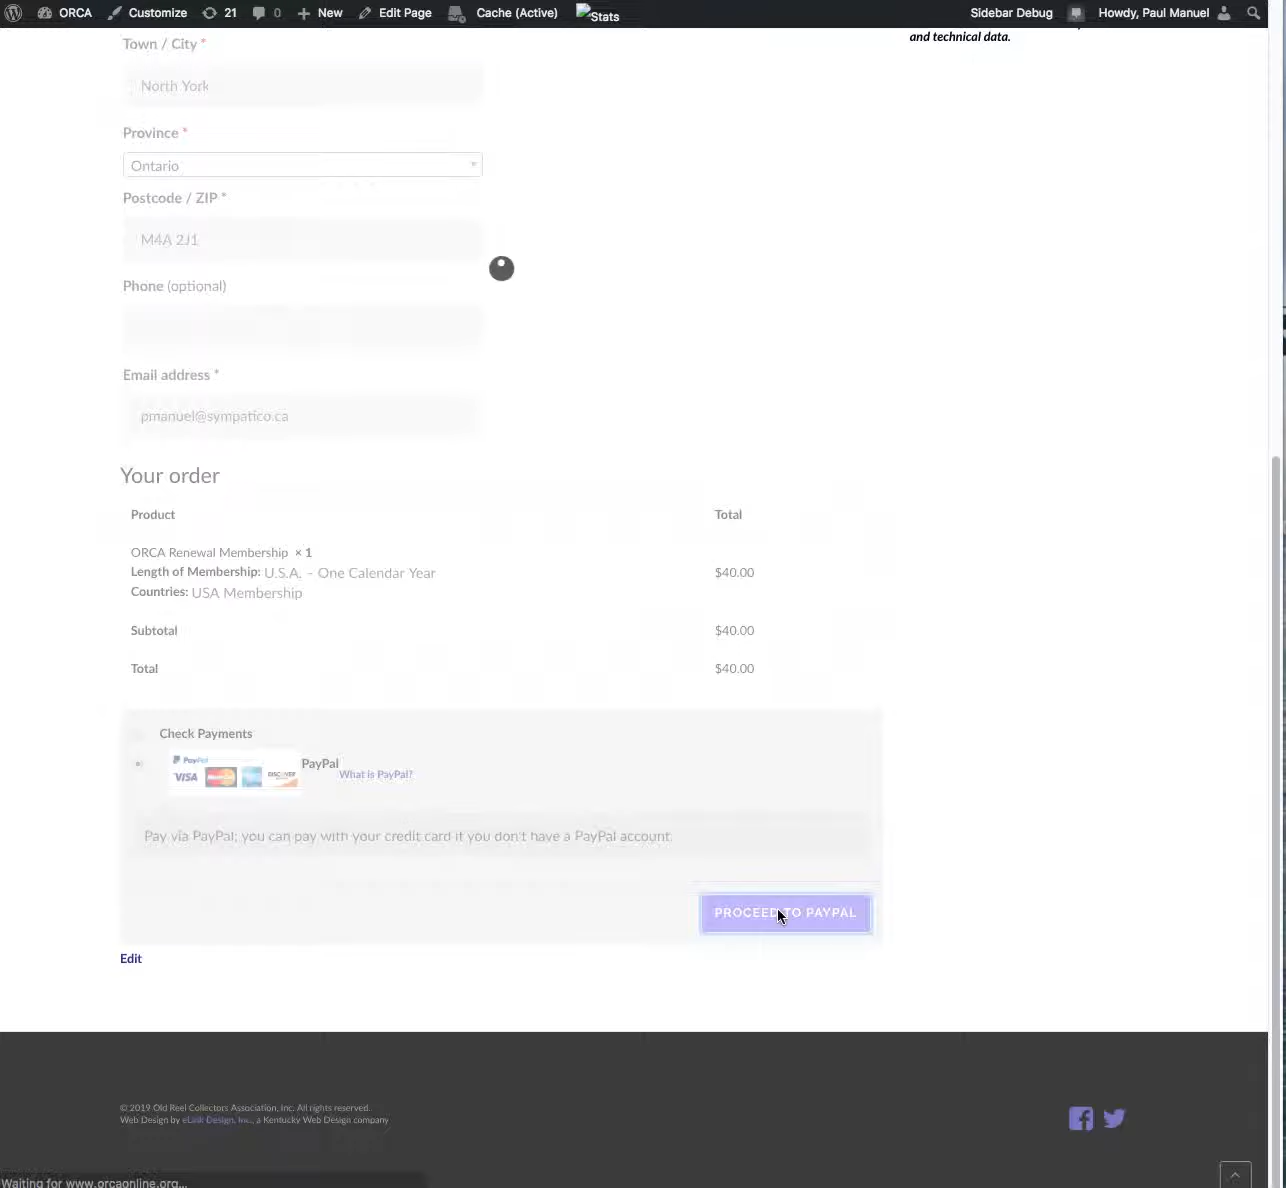 ORCA Customize 21 0 New Edit Page Cache (Active) Stats Sidebar Debug Howdy, Paul Manuel
and technical data.
Town / City *
North York
Province *
Ontario
Postcode / ZIP *
M4A 2J1
Phone (optional)
Email address *
pmanuel@sympatico.ca
Your order
Product Total
ORCA Renewal Membership × 1
Length of Membership: U.S.A. - One Calendar Year $40.00
Countries: USA Membership
Subtotal $40.00
Total $40.00
Check Payments
PayPal
VISA MasterCard DISCOVER PayPal What is PayPal?
Pay via PayPal; you can pay with your credit card if you don't have a PayPal account.
PROCEED TO PAYPAL
Edit
© 2019 Old Reel Collectors Association, Inc. All rights reserved.
Web Design by eLink Design, Inc., a Kentucky Web Design company
Waiting for www.orcaonline.org...